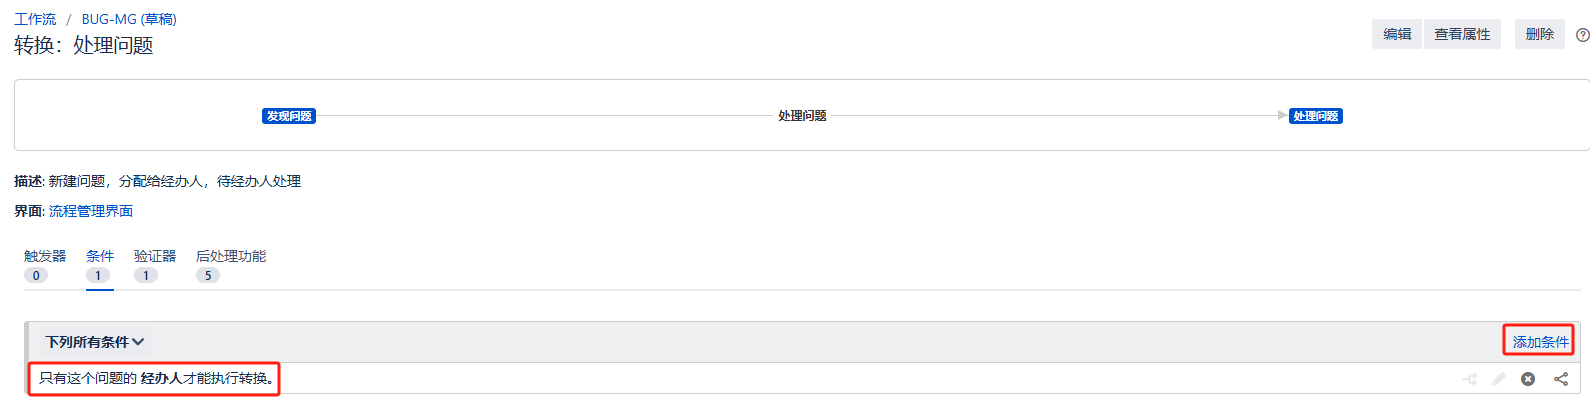 工作流 / BUG-MG (草稿)
转换：处理问题
编辑 查看属性 删除
发现问题 处理问题 处理问题
描述: 新建问题，分配给经办人，待经办人处理
界面: 流程管理界面
触发器 条件 验证器 后处理功能
0 1 1 5
下列所有条件 添加条件
只有这个问题的 经办人才能执行转换。